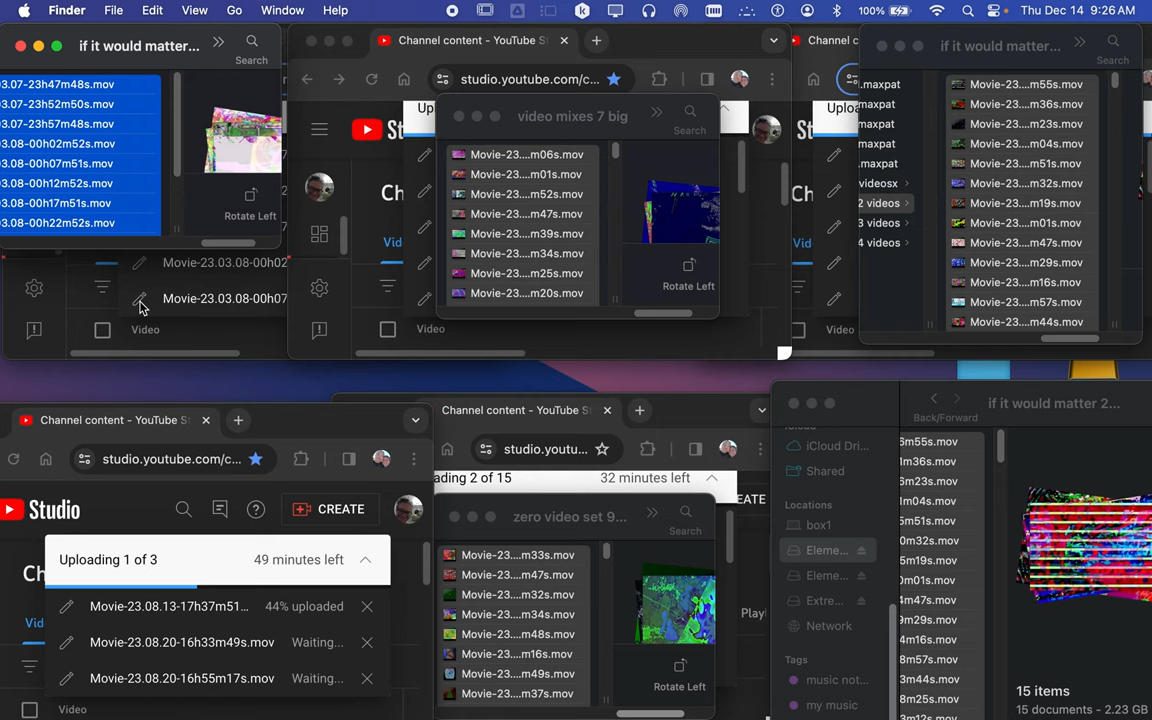 Finder File Edit View Go Window Help 100% Thu Dec 14 9:26 AM
if it would matter...
Search
3.07-23h47m48s.mov
3.07-23h52m50s.mov
3.07-23h57m48s.mov
3.08-00h02m52s.mov
3.08-00h07m51s.mov
3.08-00h12m52s.mov
3.08-00h17m51s.mov
3.08-00h22m52s.mov
Rotate Left
Movie-23.03.08-00h02
Movie-23.03.08-00h07
Video
Channel content - YouTube S
studio.youtube.com/c...
Up
St
Ch
Vid
Video
video mixes 7 big
Search
Movie-23....m06s.mov
Movie-23....m01s.mov
Movie-23....m52s.mov
Movie-23....m47s.mov
Movie-23....m39s.mov
Movie-23....m34s.mov
Movie-23....m25s.mov
Movie-23....m20s.mov
Rotate Left
Channel c
Uploa
St
Ch
Vid
Video
if it would matter...
Search
.maxpat
maxpat
maxpat
maxpat
.maxpat
videosx
2 videos
3 videos
4 videos
Movie-23....m55s.mov
Movie-23....m36s.mov
Movie-23....m23s.mov
Movie-23....m04s.mov
Movie-23....m51s.mov
Movie-23....m32s.mov
Movie-23....m19s.mov
Movie-23....m01s.mov
Movie-23....m47s.mov
Movie-23....m29s.mov
Movie-23....m16s.mov
Movie-23....m57s.mov
Movie-23....m44s.mov
Channel content - YouTube S
studio.youtube.com/c...
Studio
CREATE
Ch
Uploading 1 of 3 49 minutes left
Movie-23.08.13-17h37m51... 44% uploaded
Movie-23.08.20-16h33m49s.mov Waiting...
Movie-23.08.20-16h55m17s.mov Waiting...
Vid
Video
Channel content - YouTube S
studio.youtu...
ading 2 of 15 32 minutes left
EATE
Playl
zero video set 9...
Search
Movie-23....m33s.mov
Movie-23....m47s.mov
Movie-23....m32s.mov
Movie-23....m34s.mov
Movie-23....m48s.mov
Movie-23....m16s.mov
Movie-23....m49s.mov
Movie-23....m37s.mov
Rotate Left
Back/Forward
if it would matter 2...
iCloud Dri...
Shared
Locations
box1
Eleme...
Eleme...
Extre...
Network
Tags
music not...
my music
6m55s.mov
1m36s.mov
6m23s.mov
1m04s.mov
5m51s.mov
0m32s.mov
5m19s.mov
0m01s.mov
4m47s.mov
9m29s.mov
4m16s.mov
8m57s.mov
3m44s.mov
8m25s.mov
3m12s.mov
15 items
15 documents - 2.23 GB